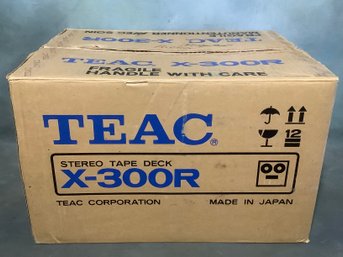 TEAC X-300R
FRAGILE
HANDLE WITH CARE
TEAC®
12
STEREO TAPE DECK
X-300R
TEAC CORPORATION MADE IN JAPAN